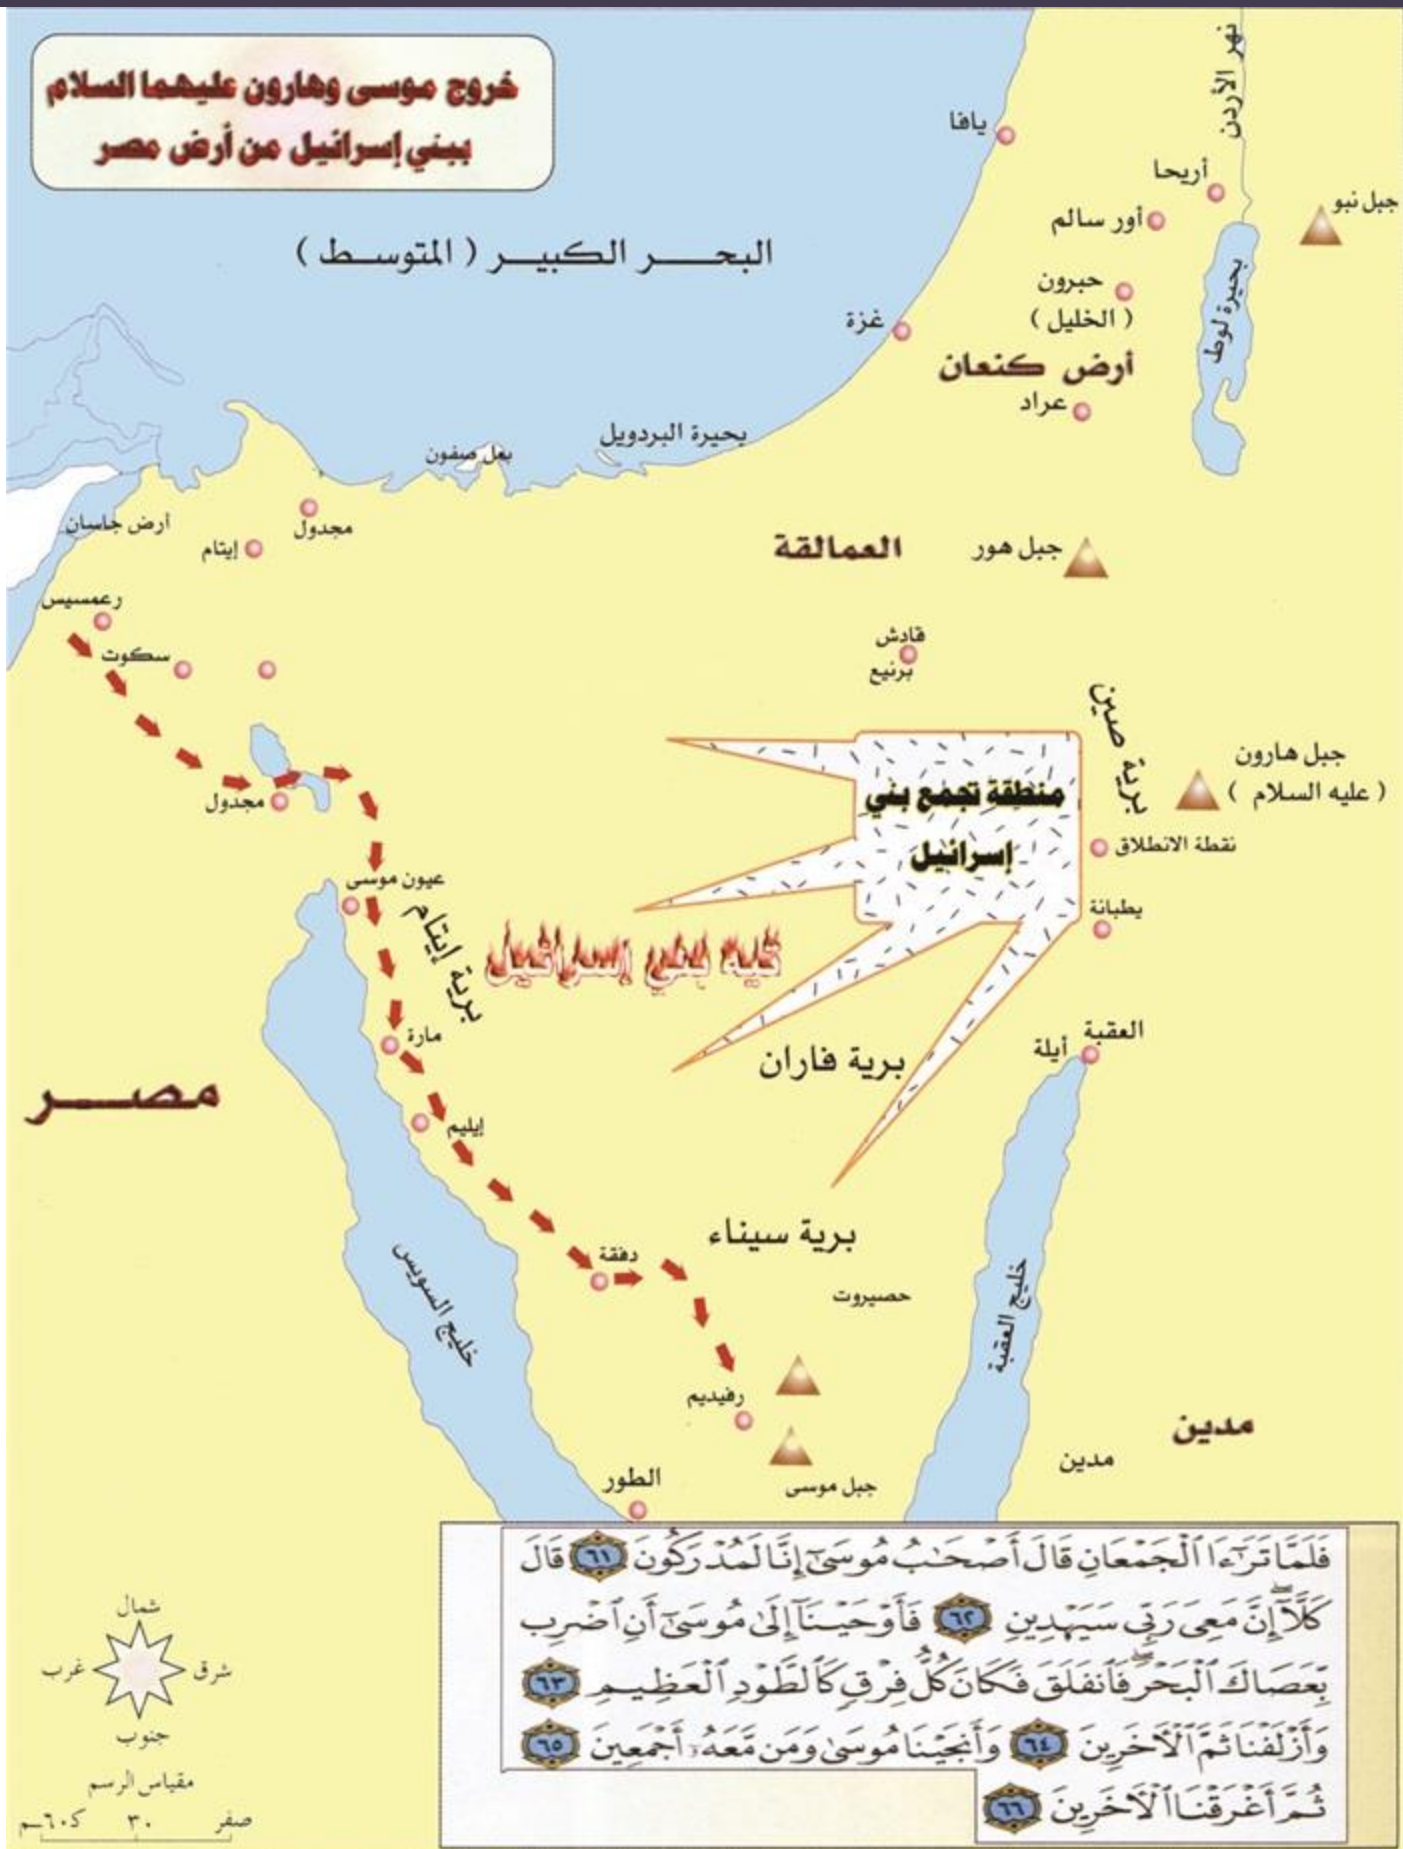 خروج موسى وهارون عليهما السلام
ببني إسرائيل من أرض مصر
نهر الأردن
يافا
أريحا
جبل نبو
أور سالم
البحر الكبير ( المتوسط )
حبرون
( الخليل )
بحيرة لوط
غزة
أرض كنعان
عراد
بحيرة البردويل
بعل صفون
أرض جاسان
مجدول
إيتام
العمالقة
جبل هور
رعمسيس
سكوت
قادش
برنيع
برية صين
جبل هارون
( عليه السلام )
منطقة تجمع بني
إسرائيل
مجدول
نقطة الانطلاق
عيون موسى
يطبانة
برية إيتام
تيه بني إسرائيل
مارة
العقبة
أيلة
برية فاران
مصر
إيليم
برية سيناء
دفقة
حصيروت
خليج السويس
خليج العقبة
رفيديم
مدين
مدين
جبل موسى
الطور
فَلَمَّا تَرَٰٓءَا ٱلْجَمْعَانِ قَالَ أَصْحَٰبُ مُوسَىٰٓ إِنَّا لَمُدْرَكُونَ ٦١ قَالَ
كَلَّآ ۖ إِنَّ مَعِىَ رَبِّى سَيَهْدِينِ ٦٢ فَأَوْحَيْنَآ إِلَىٰ مُوسَىٰٓ أَنِ ٱضْرِب
بِّعَصَاكَ ٱلْبَحْرَ ۖ فَٱنفَلَقَ فَكَانَ كُلُّ فِرْقٍ كَٱلطَّوْدِ ٱلْعَظِيمِ ٦٣
وَأَزْلَفْنَا ثَمَّ ٱلْءَاخَرِينَ ٦٤ وَأَنجَيْنَا مُوسَىٰ وَمَن مَّعَهُۥٓ أَجْمَعِينَ ٦٥
ثُمَّ أَغْرَقْنَا ٱلْءَاخَرِينَ ٦٦
شمال
شرق
غرب
جنوب
مقياس الرسم
صفر ٣٠ ٦٠كم